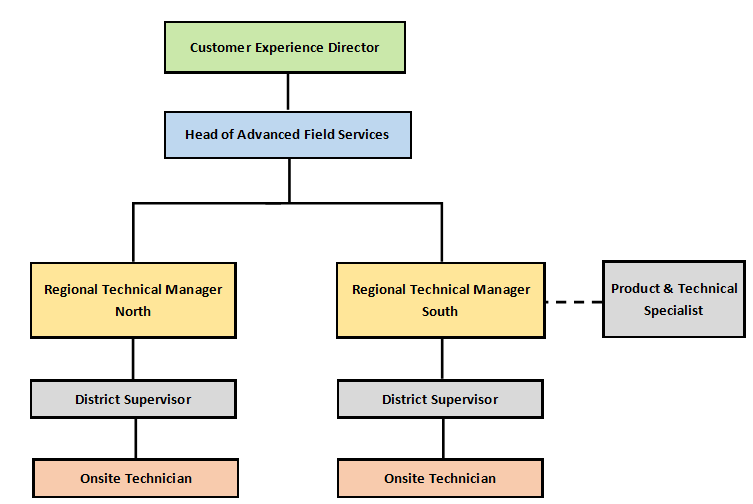 Customer Experience Director
Head of Advanced Field Services
Regional Technical Manager
North
Regional Technical Manager
South
Product & Technical
Specialist
District Supervisor
District Supervisor
Onsite Technician
Onsite Technician